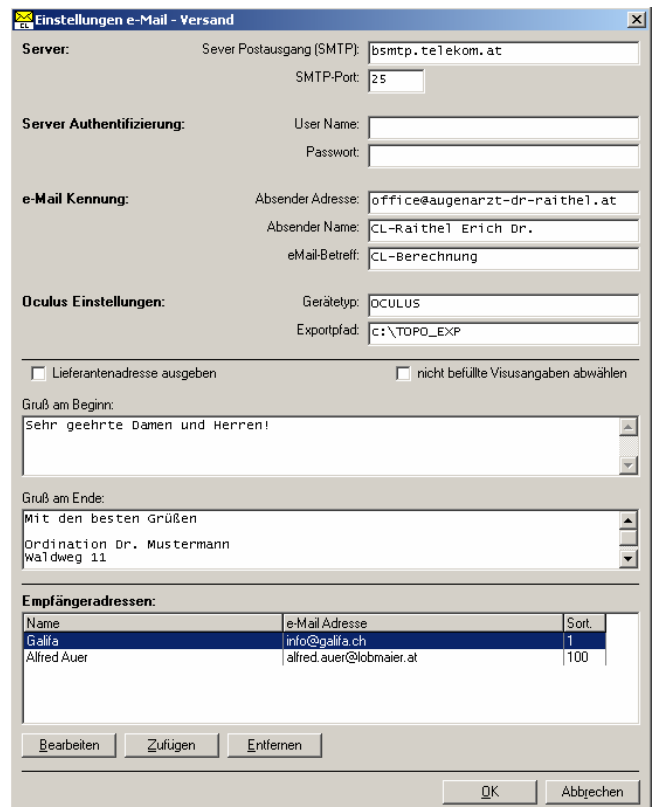 CL
Einstellungen e-Mail - Versand
Server: Sever Postausgang (SMTP): bsmtp.telekom.at
SMTP-Port: 25
Server Authentifizierung: User Name:
Passwort:
e-Mail Kennung: Absender Adresse: office@augenarzt-dr-raithel.at
Absender Name: CL-Raithel Erich Dr.
eMail-Betreff: CL-Berechnung
Oculus Einstellungen: Gerätetyp: OCULUS
Exportpfad: c:\TOPO_EXP
Lieferantenadresse ausgeben nicht befüllte Visusangaben abwählen
Gruß am Beginn:
Sehr geehrte Damen und Herren!
Gruß am Ende:
Mit den besten Grüßen
Ordination Dr. Mustermann
Waldweg 11
Empfängeradressen:
Name e-Mail Adresse Sort.
Galifa info@galifa.ch 1
Alfred Auer alfred.auer@lobmaier.at 100
Bearbeiten Zufügen Entfernen
OK Abbrechen